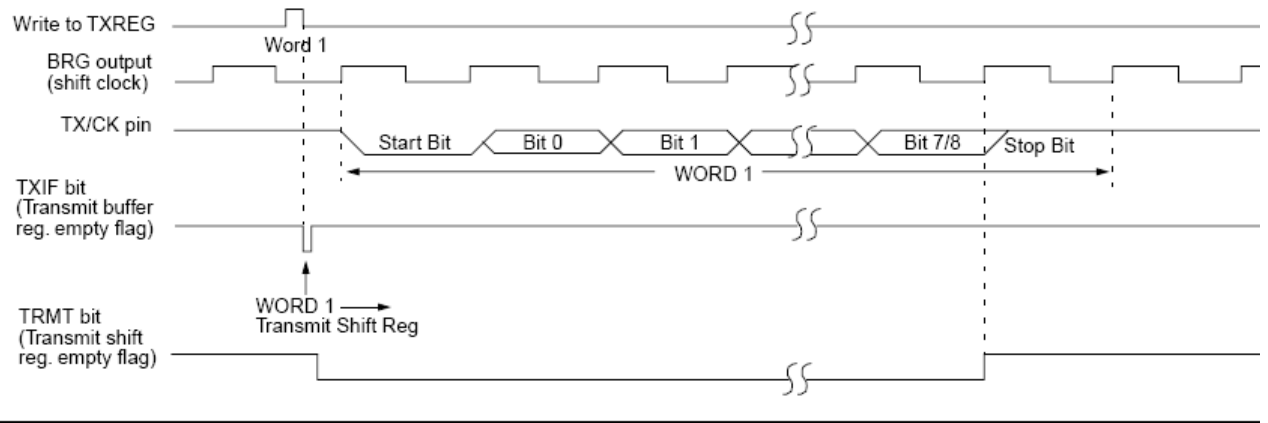 Write to TXREG
Word 1
BRG output
(shift clock)
TX/CK pin
Start Bit
Bit 0
Bit 1
Bit 7/8
Stop Bit
WORD 1
TXIF bit
(Transmit buffer
reg. empty flag)
WORD 1
Transmit Shift Reg
TRMT bit
(Transmit shift
reg. empty flag)